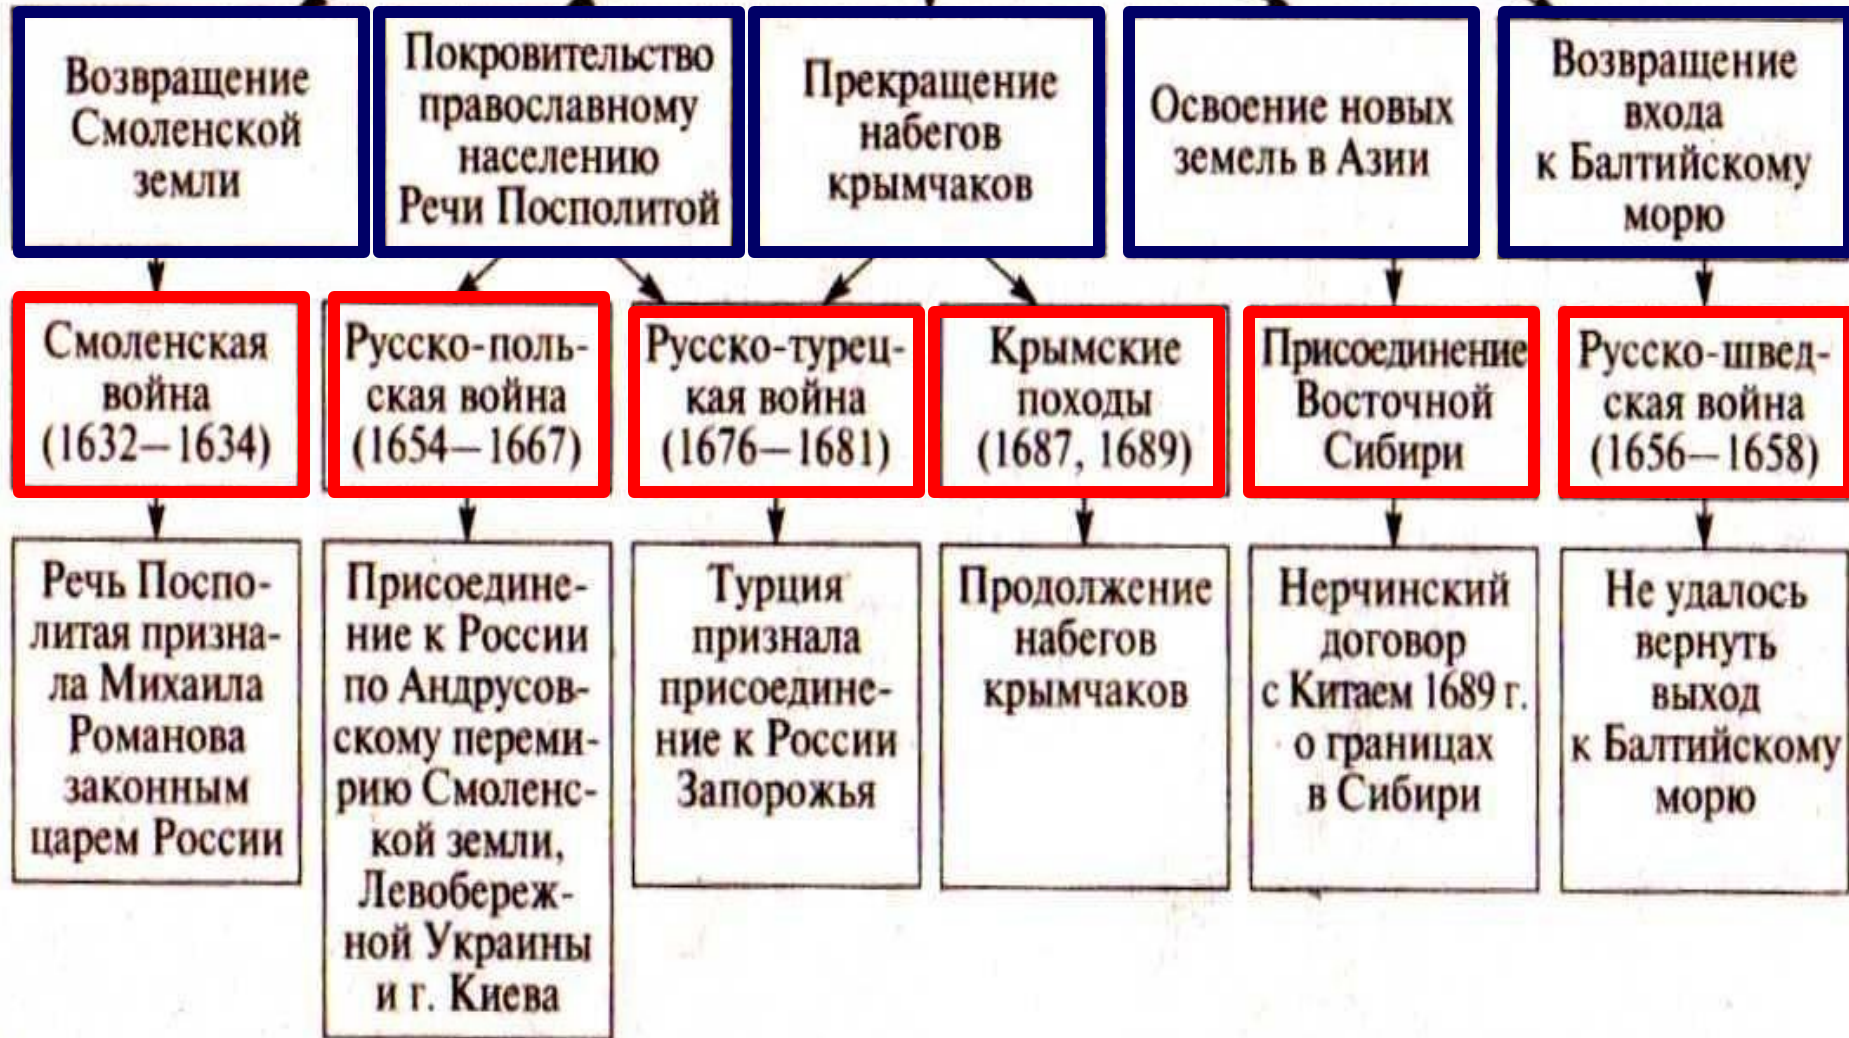 Возвращение
Смоленской
земли
Покровительство
православному
населению
Речи Посполитой
Прекращение
набегов
крымчаков
Освоение новых
земель в Азии
Возвращение
входа
к Балтийскому
морю
Смоленская
война
(1632—1634)
Русско-поль-
ская война
(1654—1667)
Русско-турец-
кая война
(1676—1681)
Крымские
походы
(1687, 1689)
Присоединение
Восточной
Сибири
Русско-швед-
ская война
(1656—1658)
Речь Поспо-
литая призна-
ла Михаила
Романова
законным
царем России
Присоедине-
ние к России
по Андрусов-
скому переми-
рию Смоленс-
кой земли,
Левобереж-
ной Украины
и г. Киева
Турция
признала
присоедине-
ние к России
Запорожья
Продолжение
набегов
крымчаков
Нерчинский
договор
с Китаем 1689 г.
о границах
в Сибири
Не удалось
вернуть
выход
к Балтийскому
морю